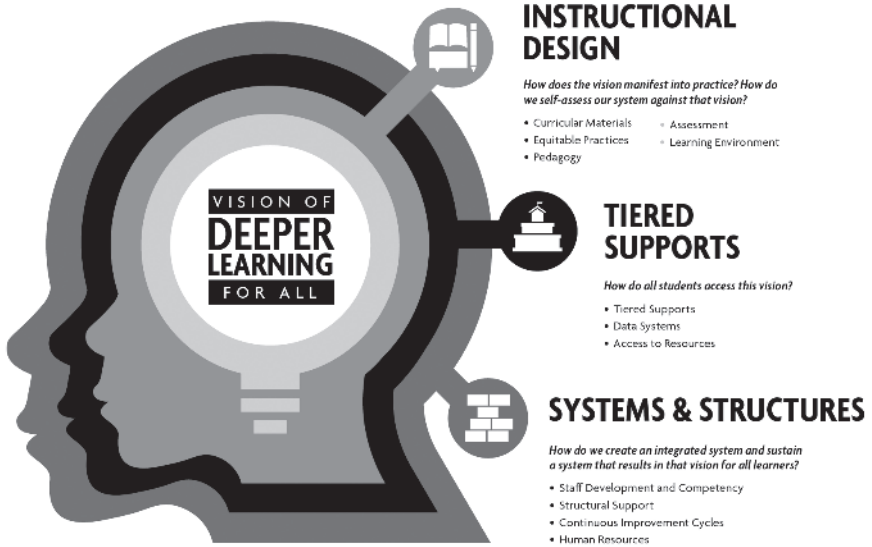 INSTRUCTIONAL
DESIGN
How does the vision manifest into practice? How do
we self-assess our system against that vision?
• Curricular Materials
• Equitable Practices
• Pedagogy
• Assessment
• Learning Environment
VISION OF
DEEPER
LEARNING
FOR ALL
TIERED
SUPPORTS
How do all students access this vision?
• Tiered Supports
• Data Systems
• Access to Resources
SYSTEMS & STRUCTURES
How do we create an integrated system and sustain
a system that results in that vision for all learners?
• Staff Development and Competency
• Structural Support
• Continuous Improvement Cycles
• Human Resources